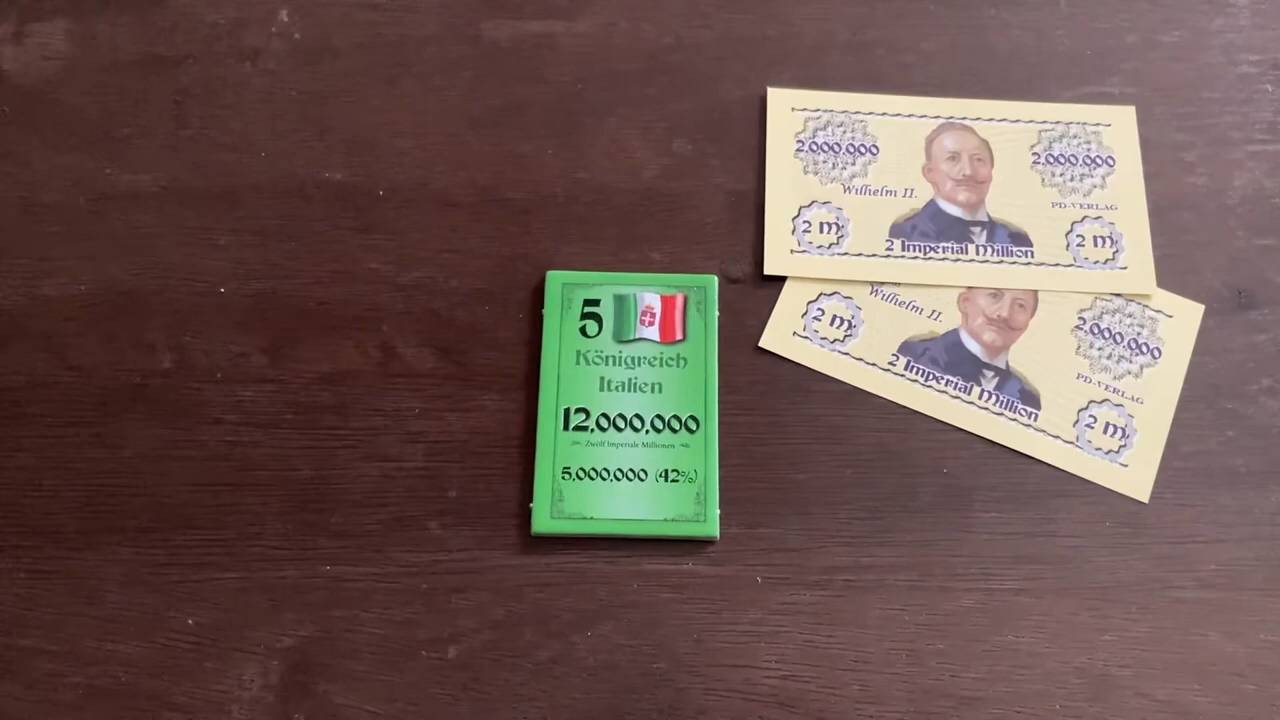 5
Königreich
Italien
12,000,000
Zwölf Imperiale Millionen
5,000,000 (42%)
2,000,000
2,000,000
Wilhelm II.
PD-VERLAG
2 m
2 m
2 Imperial Million
Wilhelm II.
2 m
2,000,000
PD-VERLAG
2 Imperial Million
2 m